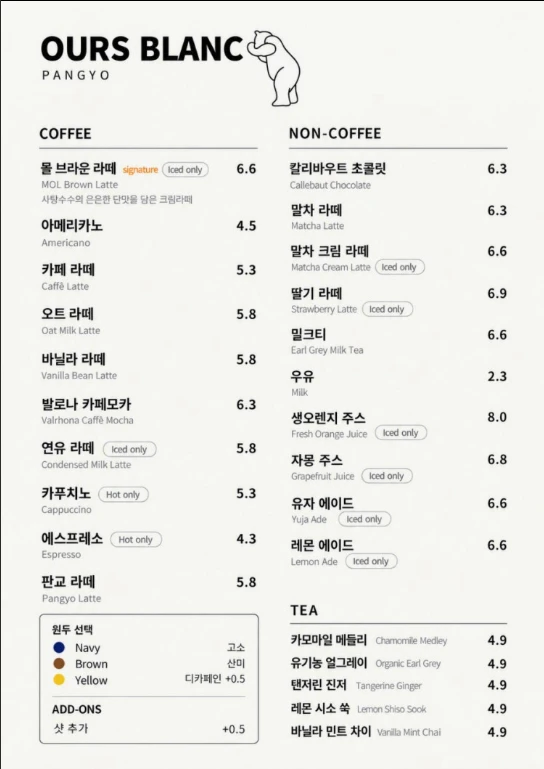 OURS BLANC
PANGYO
COFFEE
몰 브라운 라떼 signature Iced only 6.6
MOL Brown Latte
사탕수수의 은은한 단맛을 담은 크림라떼
아메리카노 4.5
Americano
카페 라떼 5.3
Caffè Latte
오트 라떼 5.8
Oat Milk Latte
바닐라 라떼 5.8
Vanilla Bean Latte
발로나 카페모카 6.3
Valrhona Caffè Mocha
연유 라떼 Iced only 5.8
Condensed Milk Latte
카푸치노 Hot only 5.3
Cappuccino
에스프레소 Hot only 4.3
Espresso
판교 라떼 5.8
Pangyo Latte
원두 선택
Navy 고소
Brown 산미
Yellow 디카페인 +0.5
ADD-ONS
샷 추가 +0.5
NON-COFFEE
칼리바우트 초콜릿 6.3
Callebaut Chocolate
말차 라떼 6.3
Matcha Latte
말차 크림 라떼 6.6
Matcha Cream Latte Iced only
딸기 라떼 6.9
Strawberry Latte Iced only
밀크티 6.6
Earl Grey Milk Tea
우유 2.3
Milk
생오렌지 주스 8.0
Fresh Orange Juice Iced only
자몽 주스 6.8
Grapefruit Juice Iced only
유자 에이드 6.6
Yuja Ade Iced only
레몬 에이드 6.6
Lemon Ade Iced only
TEA
카모마일 메들리 Chamomile Medley 4.9
유기농 얼그레이 Organic Earl Grey 4.9
탠저린 진저 Tangerine Ginger 4.9
레몬 시소 쑥 Lemon Shiso Sook 4.9
바닐라 민트 차이 Vanilla Mint Chai 4.9